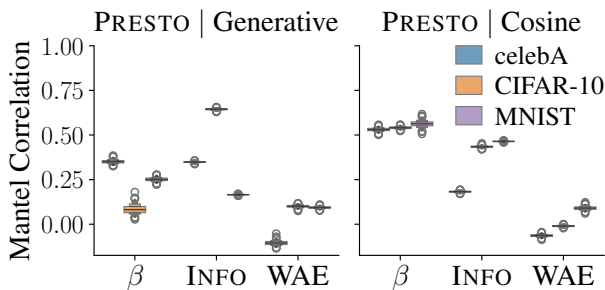 PRESTO | Generative
PRESTO | Cosine
Mantel Correlation
1.00
0.75
0.50
0.25
0.00
celebA
CIFAR-10
MNIST
β INFO WAE
β INFO WAE